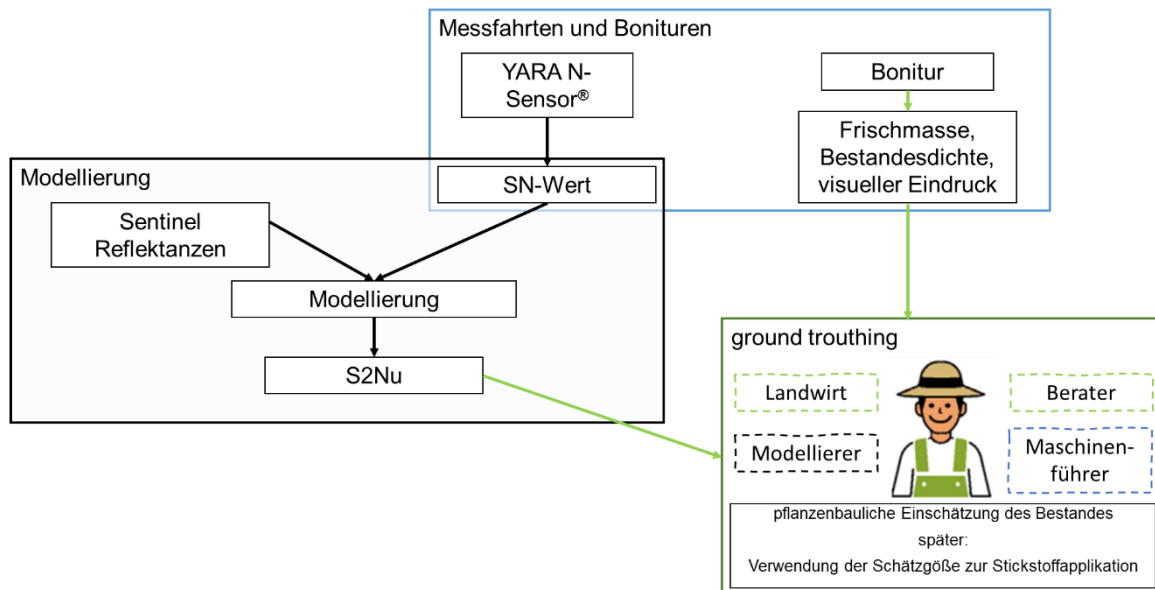 Messfahrten und Bonituren
YARA N-
Sensor®
Bonitur
Frischmasse,
Bestandesdichte,
visueller Eindruck
Modellierung
SN-Wert
Sentinel
Reflektanzen
Modellierung
S2Nu
ground trouthing
Landwirt
Berater
Modellierer
Maschinen-
führer
pflanzenbauliche Einschätzung des Bestandes
später:
Verwendung der Schätzgöße zur Stickstoffapplikation